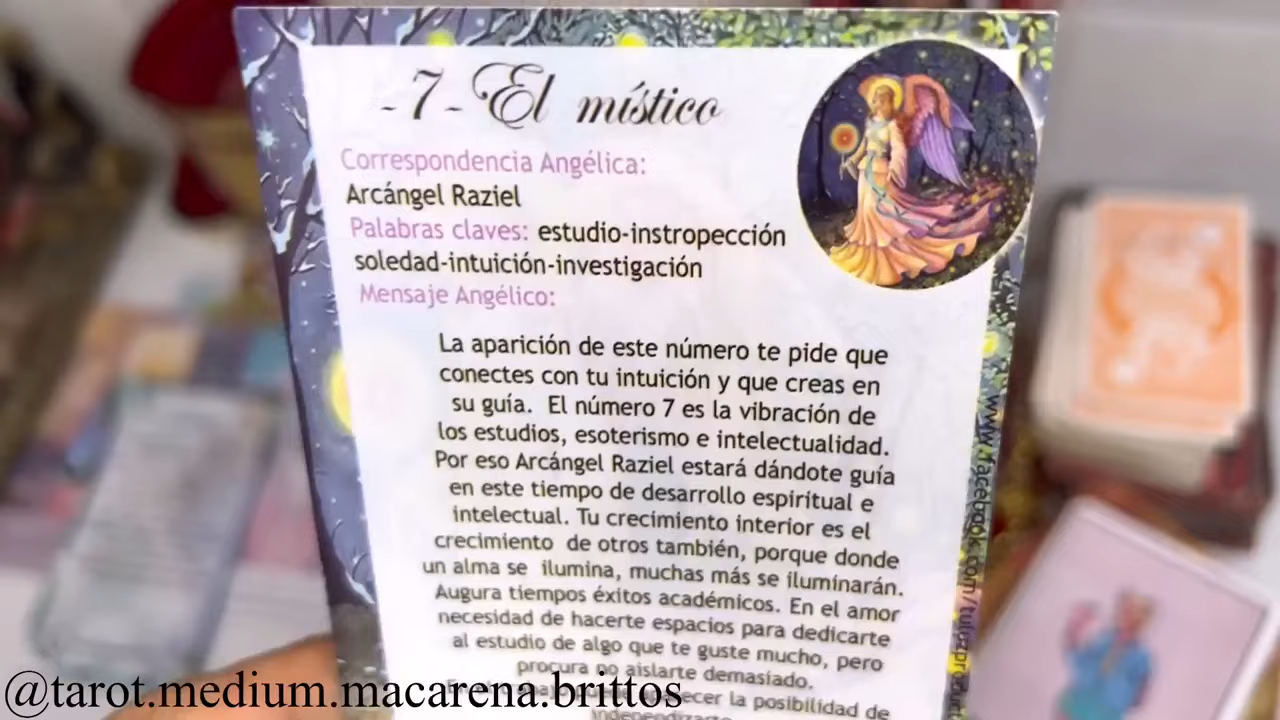 -7- El místico
Correspondencia Angélica:
Arcángel Raziel
Palabras claves: estudio-instropección
soledad-intuición-investigación
Mensaje Angélico:
La aparición de este número te pide que
conectes con tu intuición y que creas en
su guía. El número 7 es la vibración de
los estudios, esoterismo e intelectualidad.
Por eso Arcángel Raziel estará dándote guía
en este tiempo de desarrollo espiritual e
intelectual. Tu crecimiento interior es el
crecimiento de otros también, porque donde
un alma se ilumina, muchas más se iluminarán.
Augura tiempos éxitos académicos. En el amor
necesidad de hacerte espacios para dedicarte
al estudio de algo que te guste mucho, pero
procura no aislarte demasiado.
la posibilidad de
www.facebook.com/
@tarot.medium.macarena.brittos